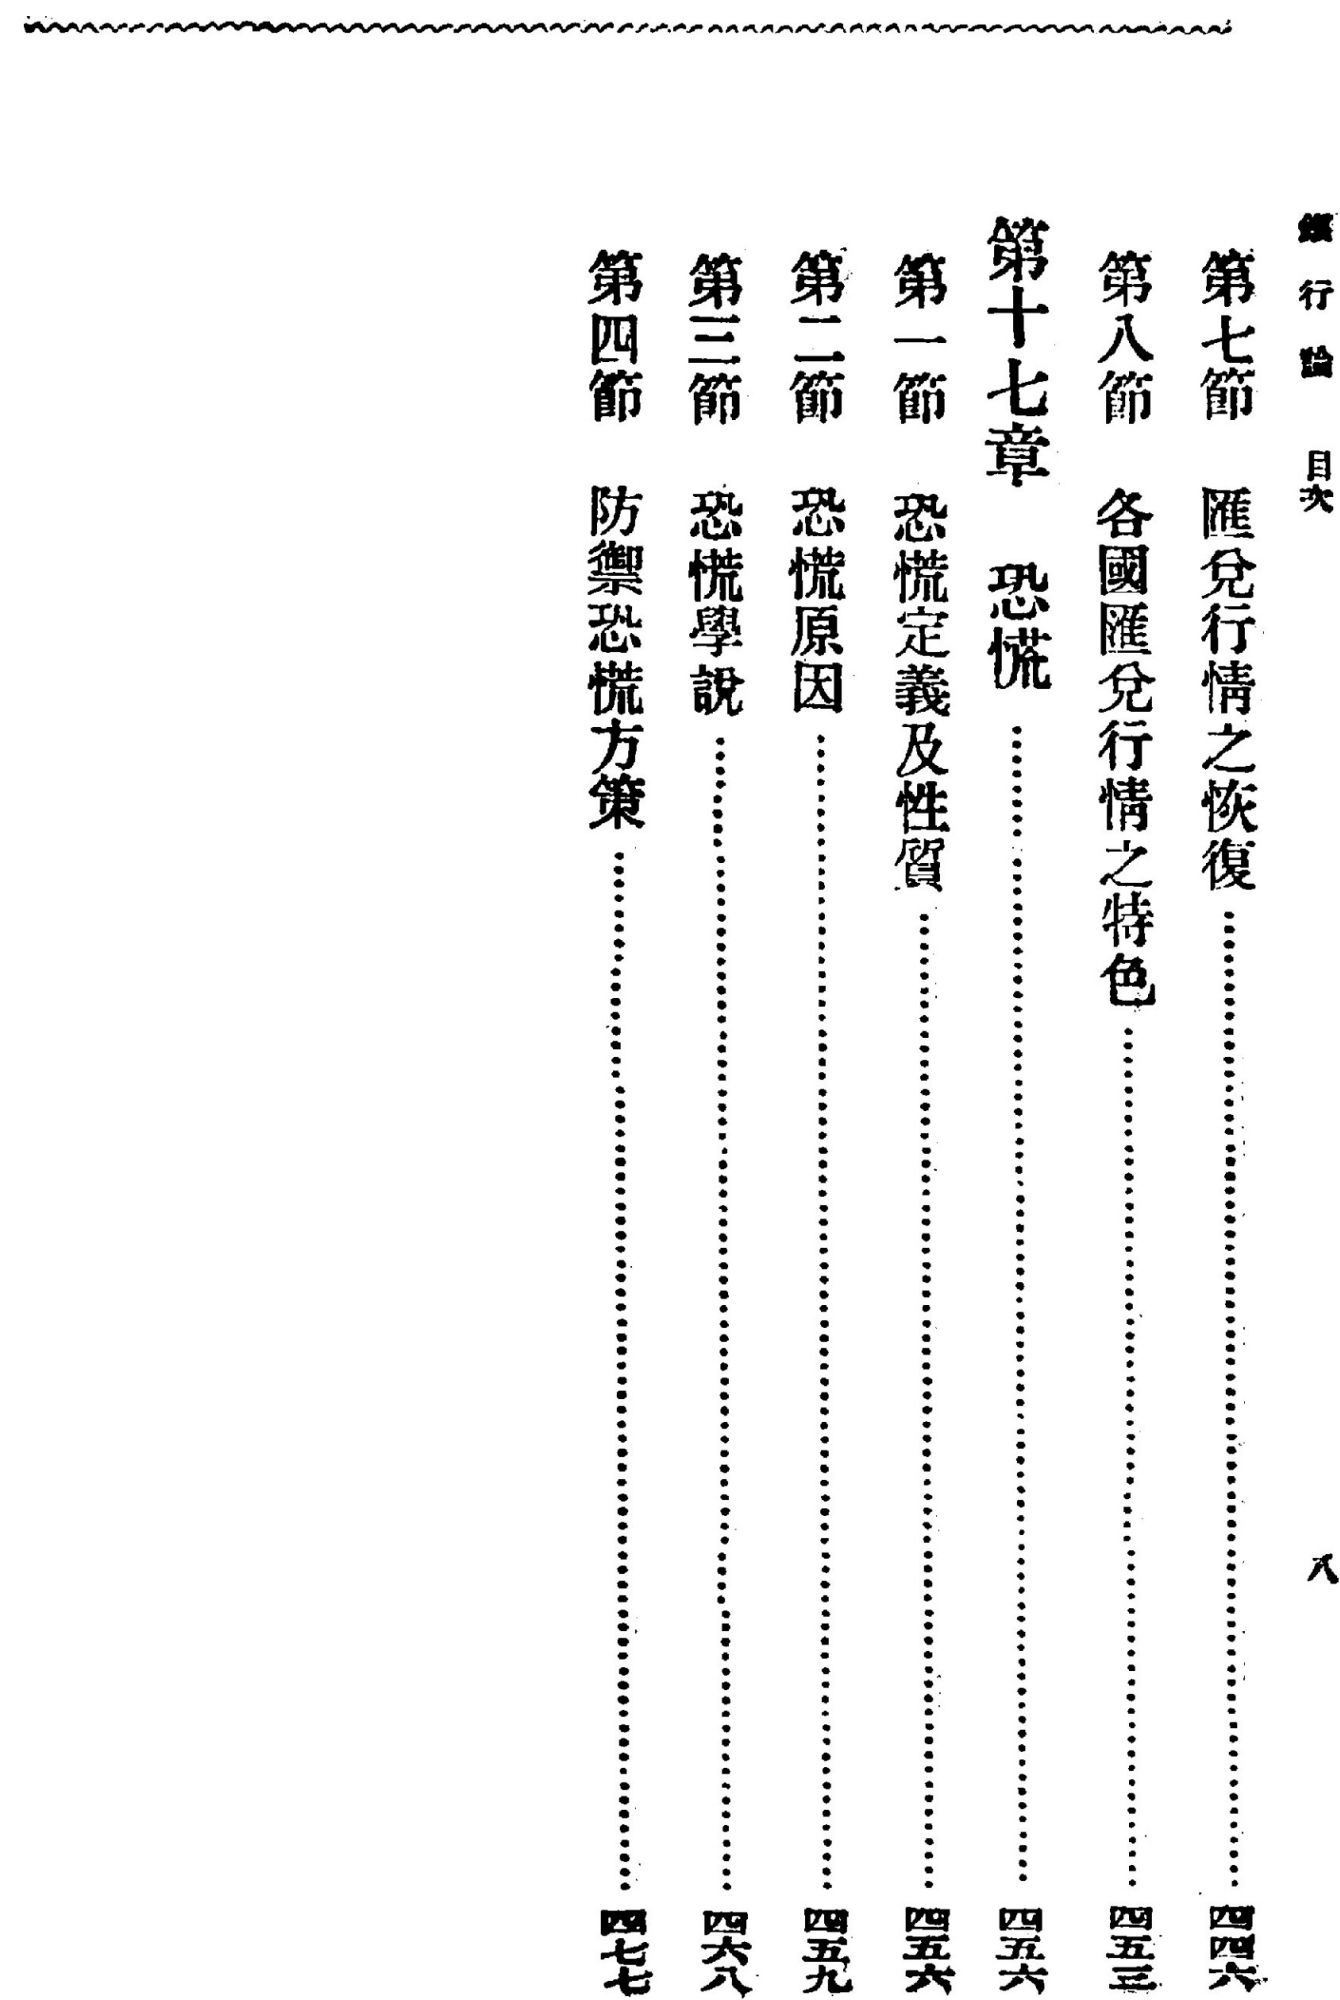 銀行論 目次 八
第七節 匯兌行情之恢復……四四六
第八節 各國匯兌行情之特色……四五三
第十七章 恐慌……四五六
第一節 恐慌定義及性質……四五六
第二節 恐慌原因……四五九
第三節 恐慌學說……四六八
第四節 防禦恐慌方策……四七七